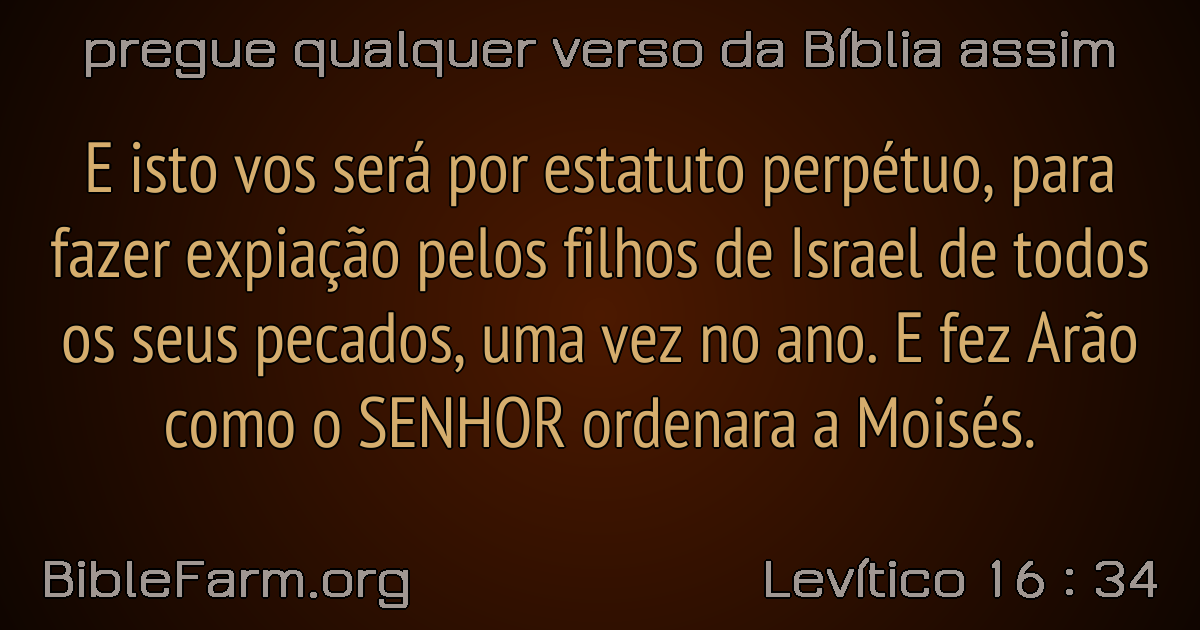 pregue qualquer verso da Bíblia assim
E isto vos será por estatuto perpétuo, para
fazer expiação pelos filhos de Israel de todos
os seus pecados, uma vez no ano. E fez Arão
como o SENHOR ordenara a Moisés.
BibleFarm.org
Levítico 16 : 34